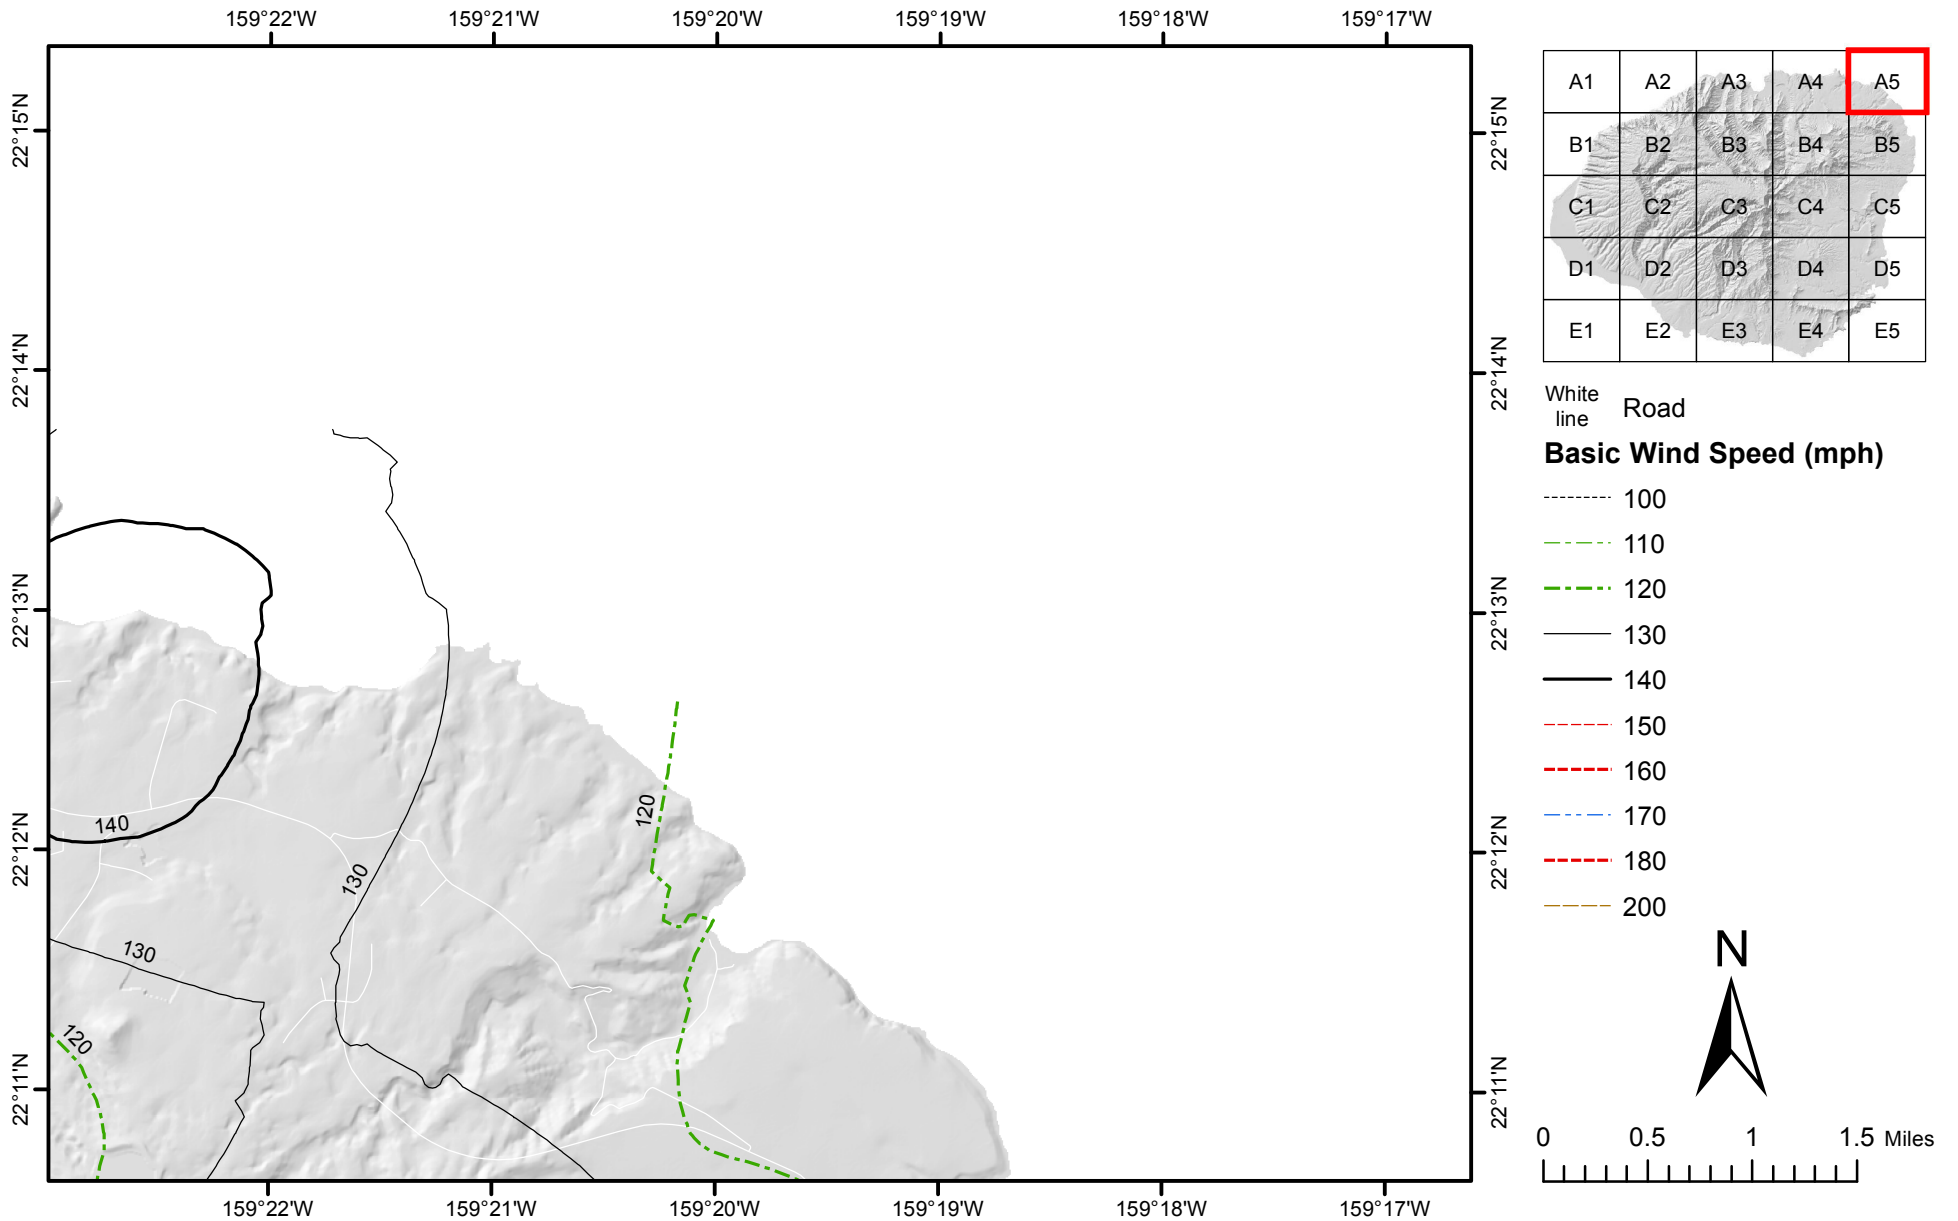 159°22'W
159°21'W
159°20'W
159°19'W
159°18'W
159°17'W
22°15'N
22°14'N
22°13'N
22°12'N
22°11'N
140
130
130
120
120
22°15'N
22°14'N
22°13'N
22°12'N
22°11'N
159°22'W
159°21'W
159°20'W
159°19'W
159°18'W
159°17'W
A1 A2 A3 A4 A5
B1 B2 B3 B4 B5
C1 C2 C3 C4 C5
D1 D2 D3 D4 D5
E1 E2 E3 E4 E5
White
line
Road
Basic Wind Speed (mph)
100
110
120
130
140
150
160
170
180
200
N
0 0.5 1 1.5 Miles